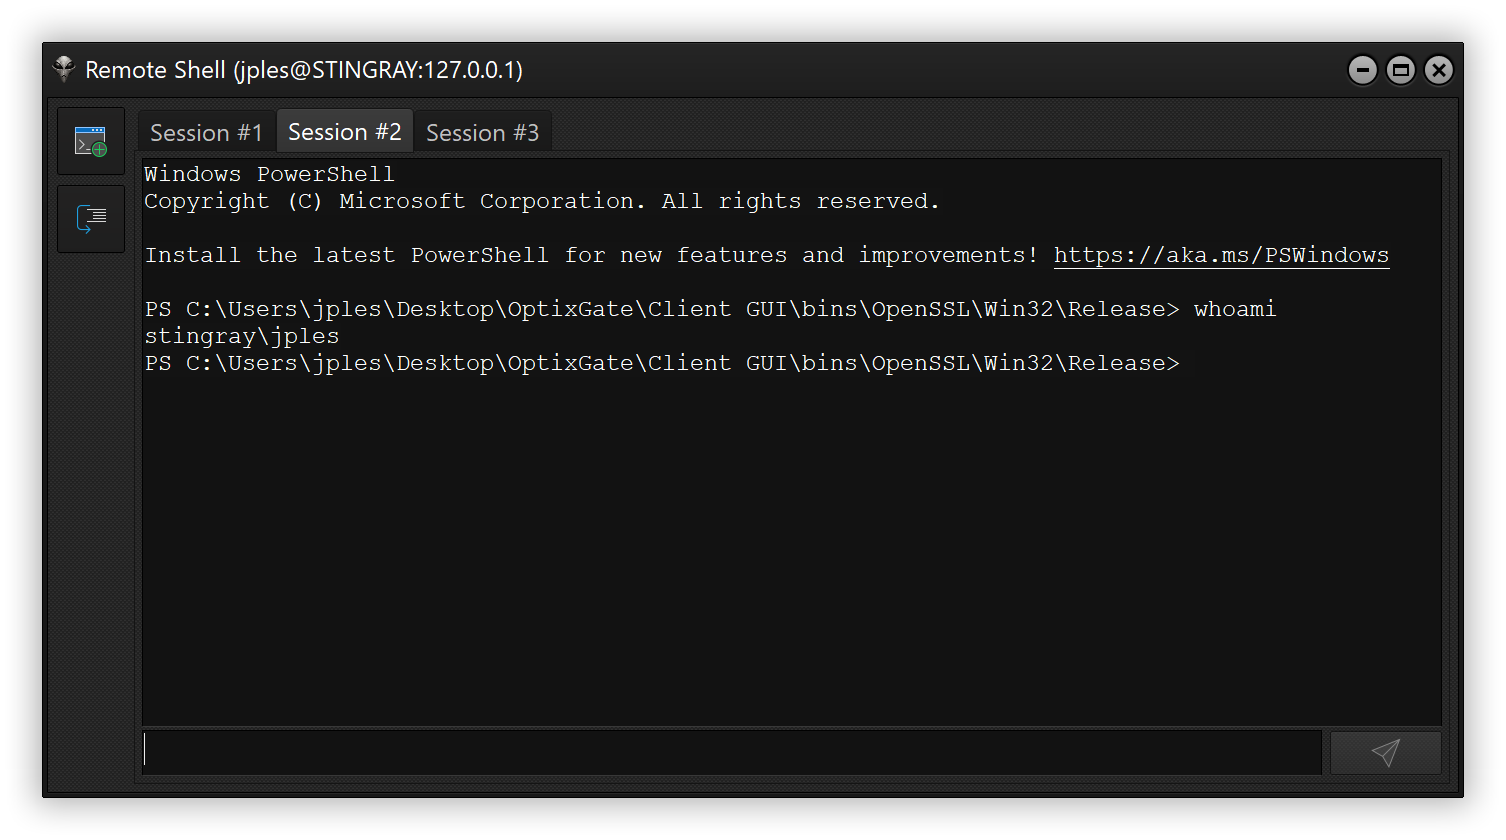 Remote Shell (jples@STINGRAY:127.0.0.1)
Session #1 Session #2 Session #3
Windows PowerShell
Copyright (C) Microsoft Corporation. All rights reserved.
Install the latest PowerShell for new features and improvements! https://aka.ms/PSWindows
PS C:\Users\jples\Desktop\OptixGate\Client GUI\bins\OpenSSL\Win32\Release> whoami
stingray\jples
PS C:\Users\jples\Desktop\OptixGate\Client GUI\bins\OpenSSL\Win32\Release>